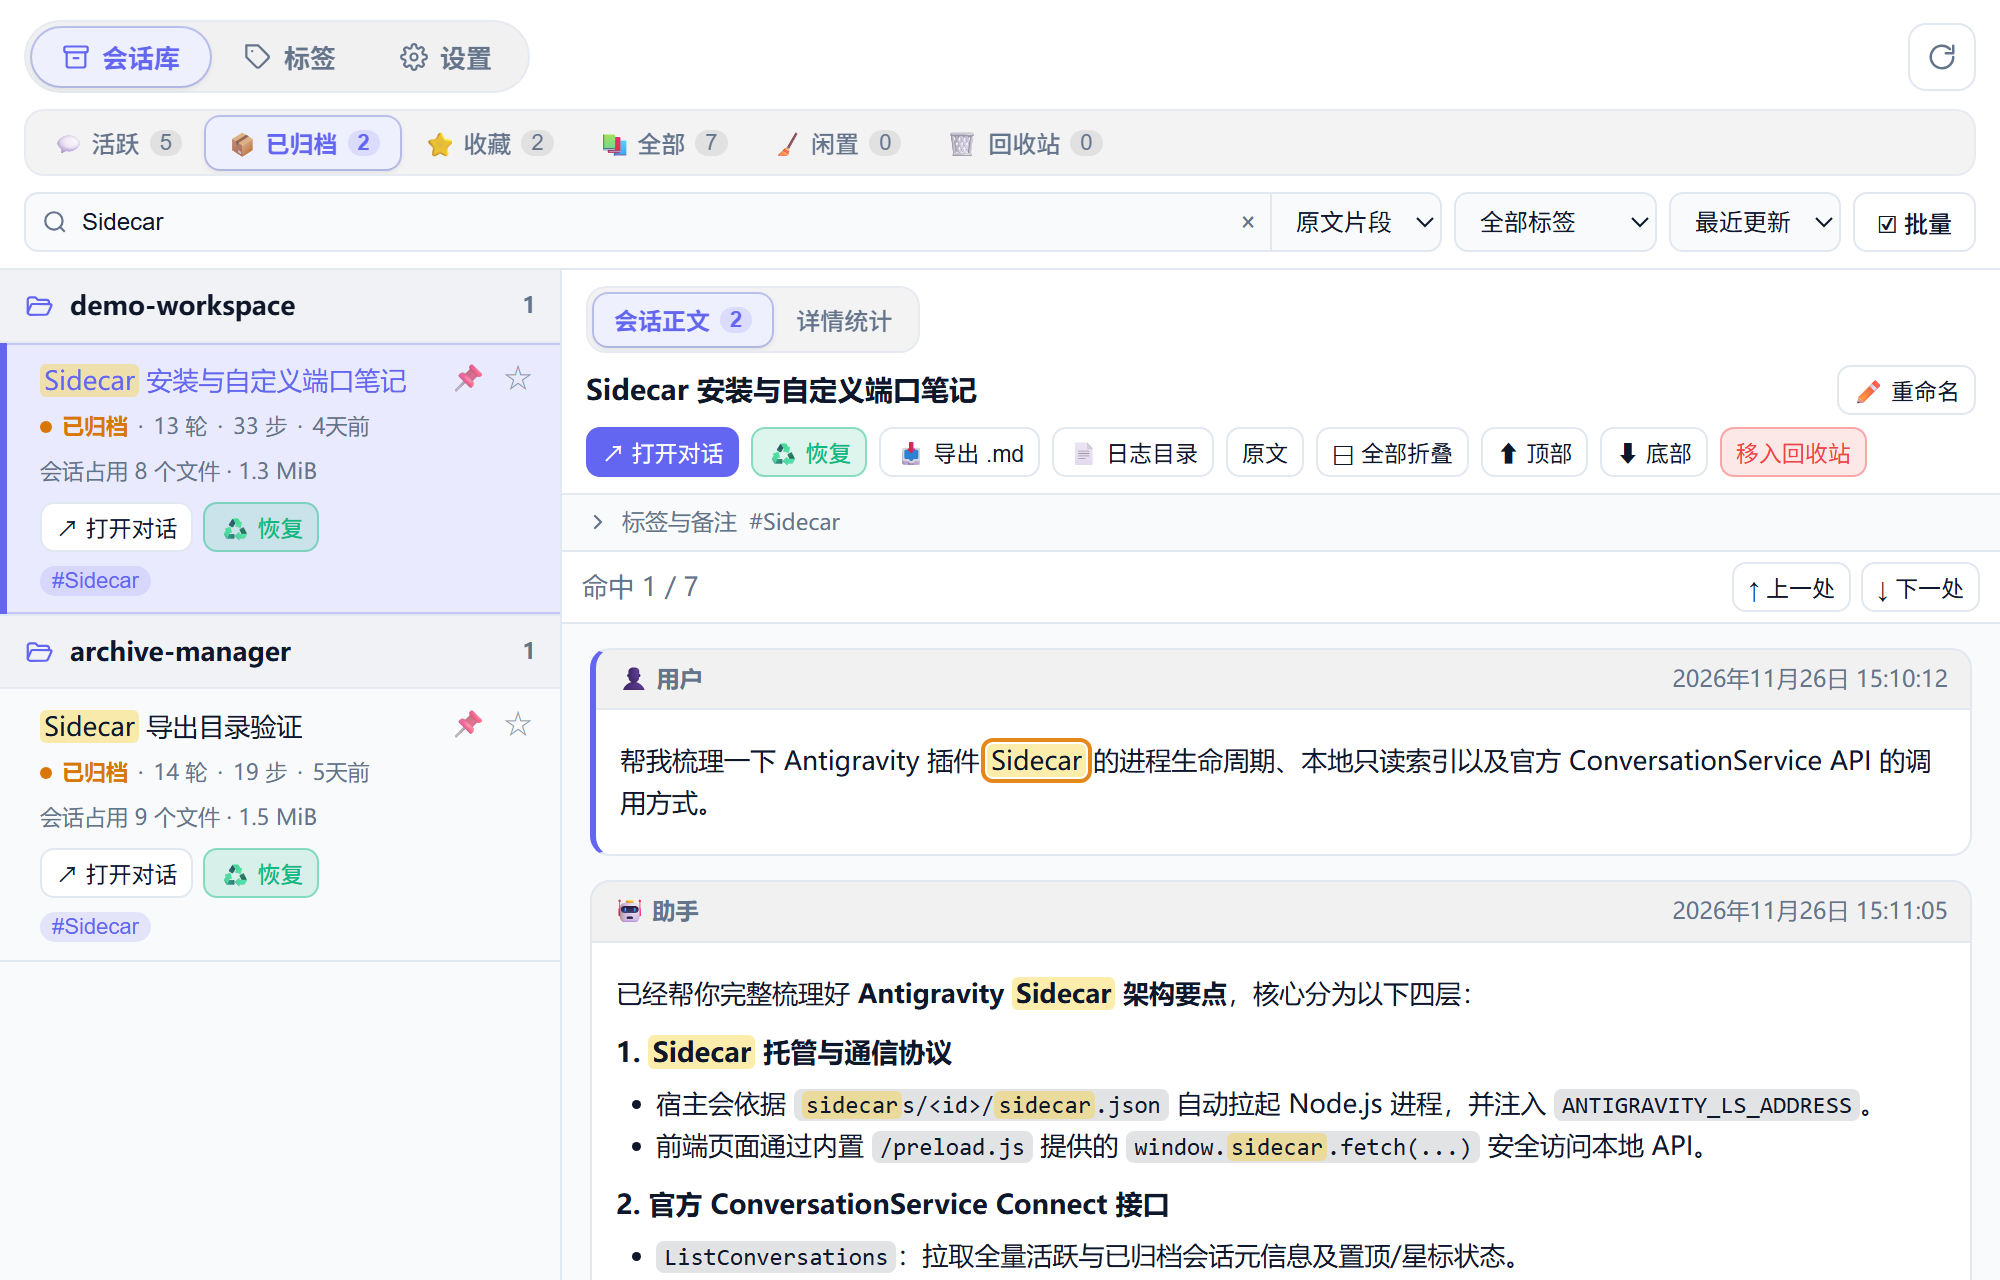 会话库 标签 设置
活跃 5 已归档 2 收藏 2 全部 7 闲置 0 回收站 0
Sidecar × 原文片段 全部标签 最近更新 ☑ 批量
demo-workspace 1
Sidecar 安装与自定义端口笔记
已归档 · 13 轮 · 33 步 · 4天前
会话占用 8 个文件 · 1.3 MiB
↗ 打开对话 恢复
#Sidecar
archive-manager 1
Sidecar 导出目录验证
已归档 · 14 轮 · 19 步 · 5天前
会话占用 9 个文件 · 1.5 MiB
↗ 打开对话 恢复
#Sidecar
会话正文 2 详情统计
Sidecar 安装与自定义端口笔记 重命名
↗ 打开对话 恢复 导出 .md 日志目录 原文 日 全部折叠 ⬆ 顶部 ⬇ 底部 移入回收站
标签与备注 #Sidecar
命中 1 / 7 ↑ 上一处 ↓ 下一处
用户 2026年11月26日 15:10:12
帮我梳理一下 Antigravity 插件 Sidecar 的进程生命周期、本地只读索引以及官方 ConversationService API 的调
用方式。
助手 2026年11月26日 15:11:05
已经帮你完整梳理好 Antigravity Sidecar 架构要点，核心分为以下四层：
1. Sidecar 托管与通信协议
• 宿主会依据 sidecars/<id>/sidecar.json 自动拉起 Node.js 进程，并注入 ANTIGRAVITY_LS_ADDRESS 。
• 前端页面通过内置 /preload.js 提供的 window.sidecar.fetch(...) 安全访问本地 API。
2. 官方 ConversationService Connect 接口
• ListConversations ：拉取全量活跃与已归档会话元信息及置顶/星标状态。